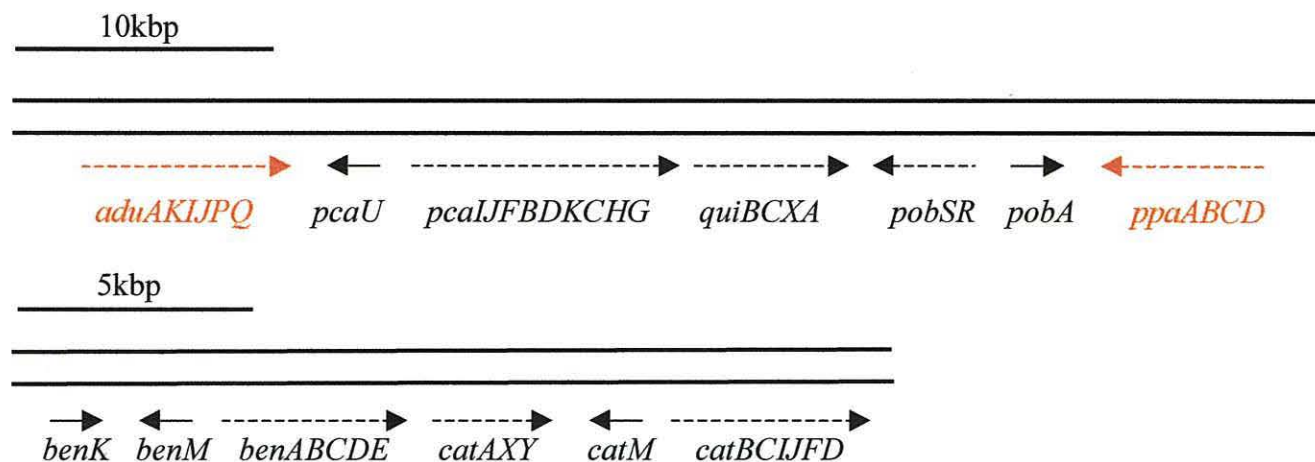 10kbp
aduAKIJPQ pcaU pcaIJFBDKCHG quiBCXA pobSR pobA ppaABCD
5kbp
benK benM benABCDE catAXY catM catBCIJFD